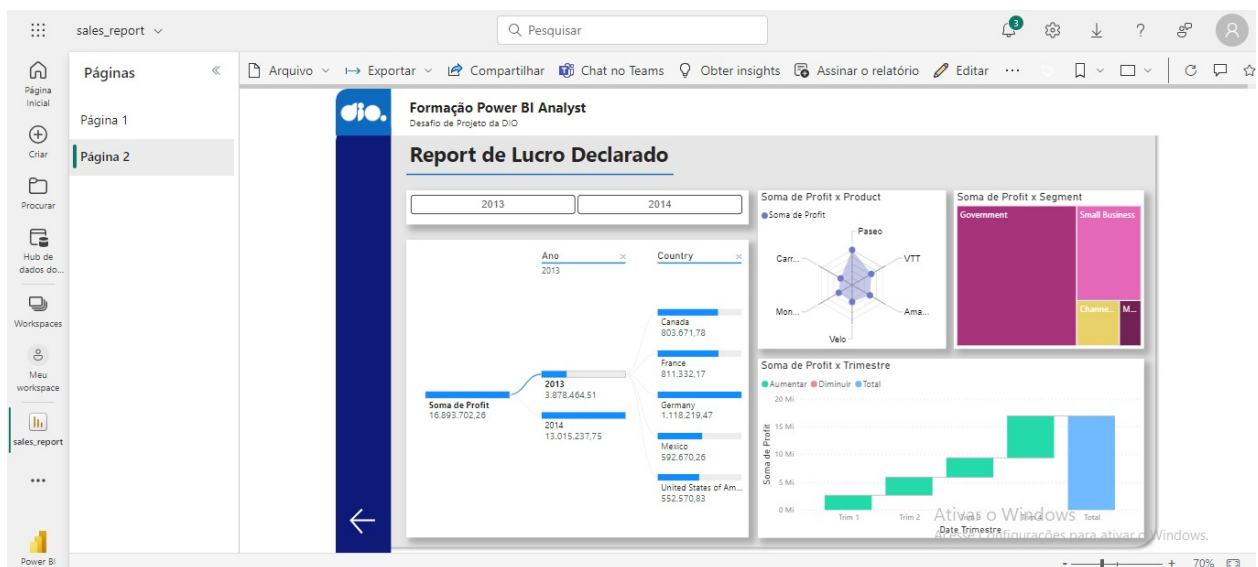 sales_report
Pesquisar
3
Página
Inicial
Criar
Procurar
Hub de
dados do...
Workspaces
Meu
workspace
sales_report
Power BI
Páginas
Página 1
Página 2
Arquivo
Exportar
Compartilhar
Chat no Teams
Obter insights
Assinar o relatório
Editar
dio.
Formação Power BI Analyst
Desafio de Projeto da DIO
Report de Lucro Declarado
2013
2014
Ano
2013
Country
Soma de Profit
16.893.702,26
2013
3.878.464,51
2014
13.015.237,75
Canada
803.671,78
France
811.332,17
Germany
1.118.219,47
Mexico
592.670,26
United States of Am...
552.570,83
Soma de Profit x Product
Soma de Profit
Paseo
VTT
Ama...
Velo
Mon...
Carr...
Soma de Profit x Segment
Government
Small Business
Channe...
M...
Soma de Profit x Trimestre
Aumentar Diminuir Total
Soma de Profit
20 Mi
15 Mi
10 Mi
5 Mi
0 Mi
Trim 1
Trim 2
Total
Date Trimestre
Ativar o Windows
Acesse Configurações para ativar o Windows.
70%